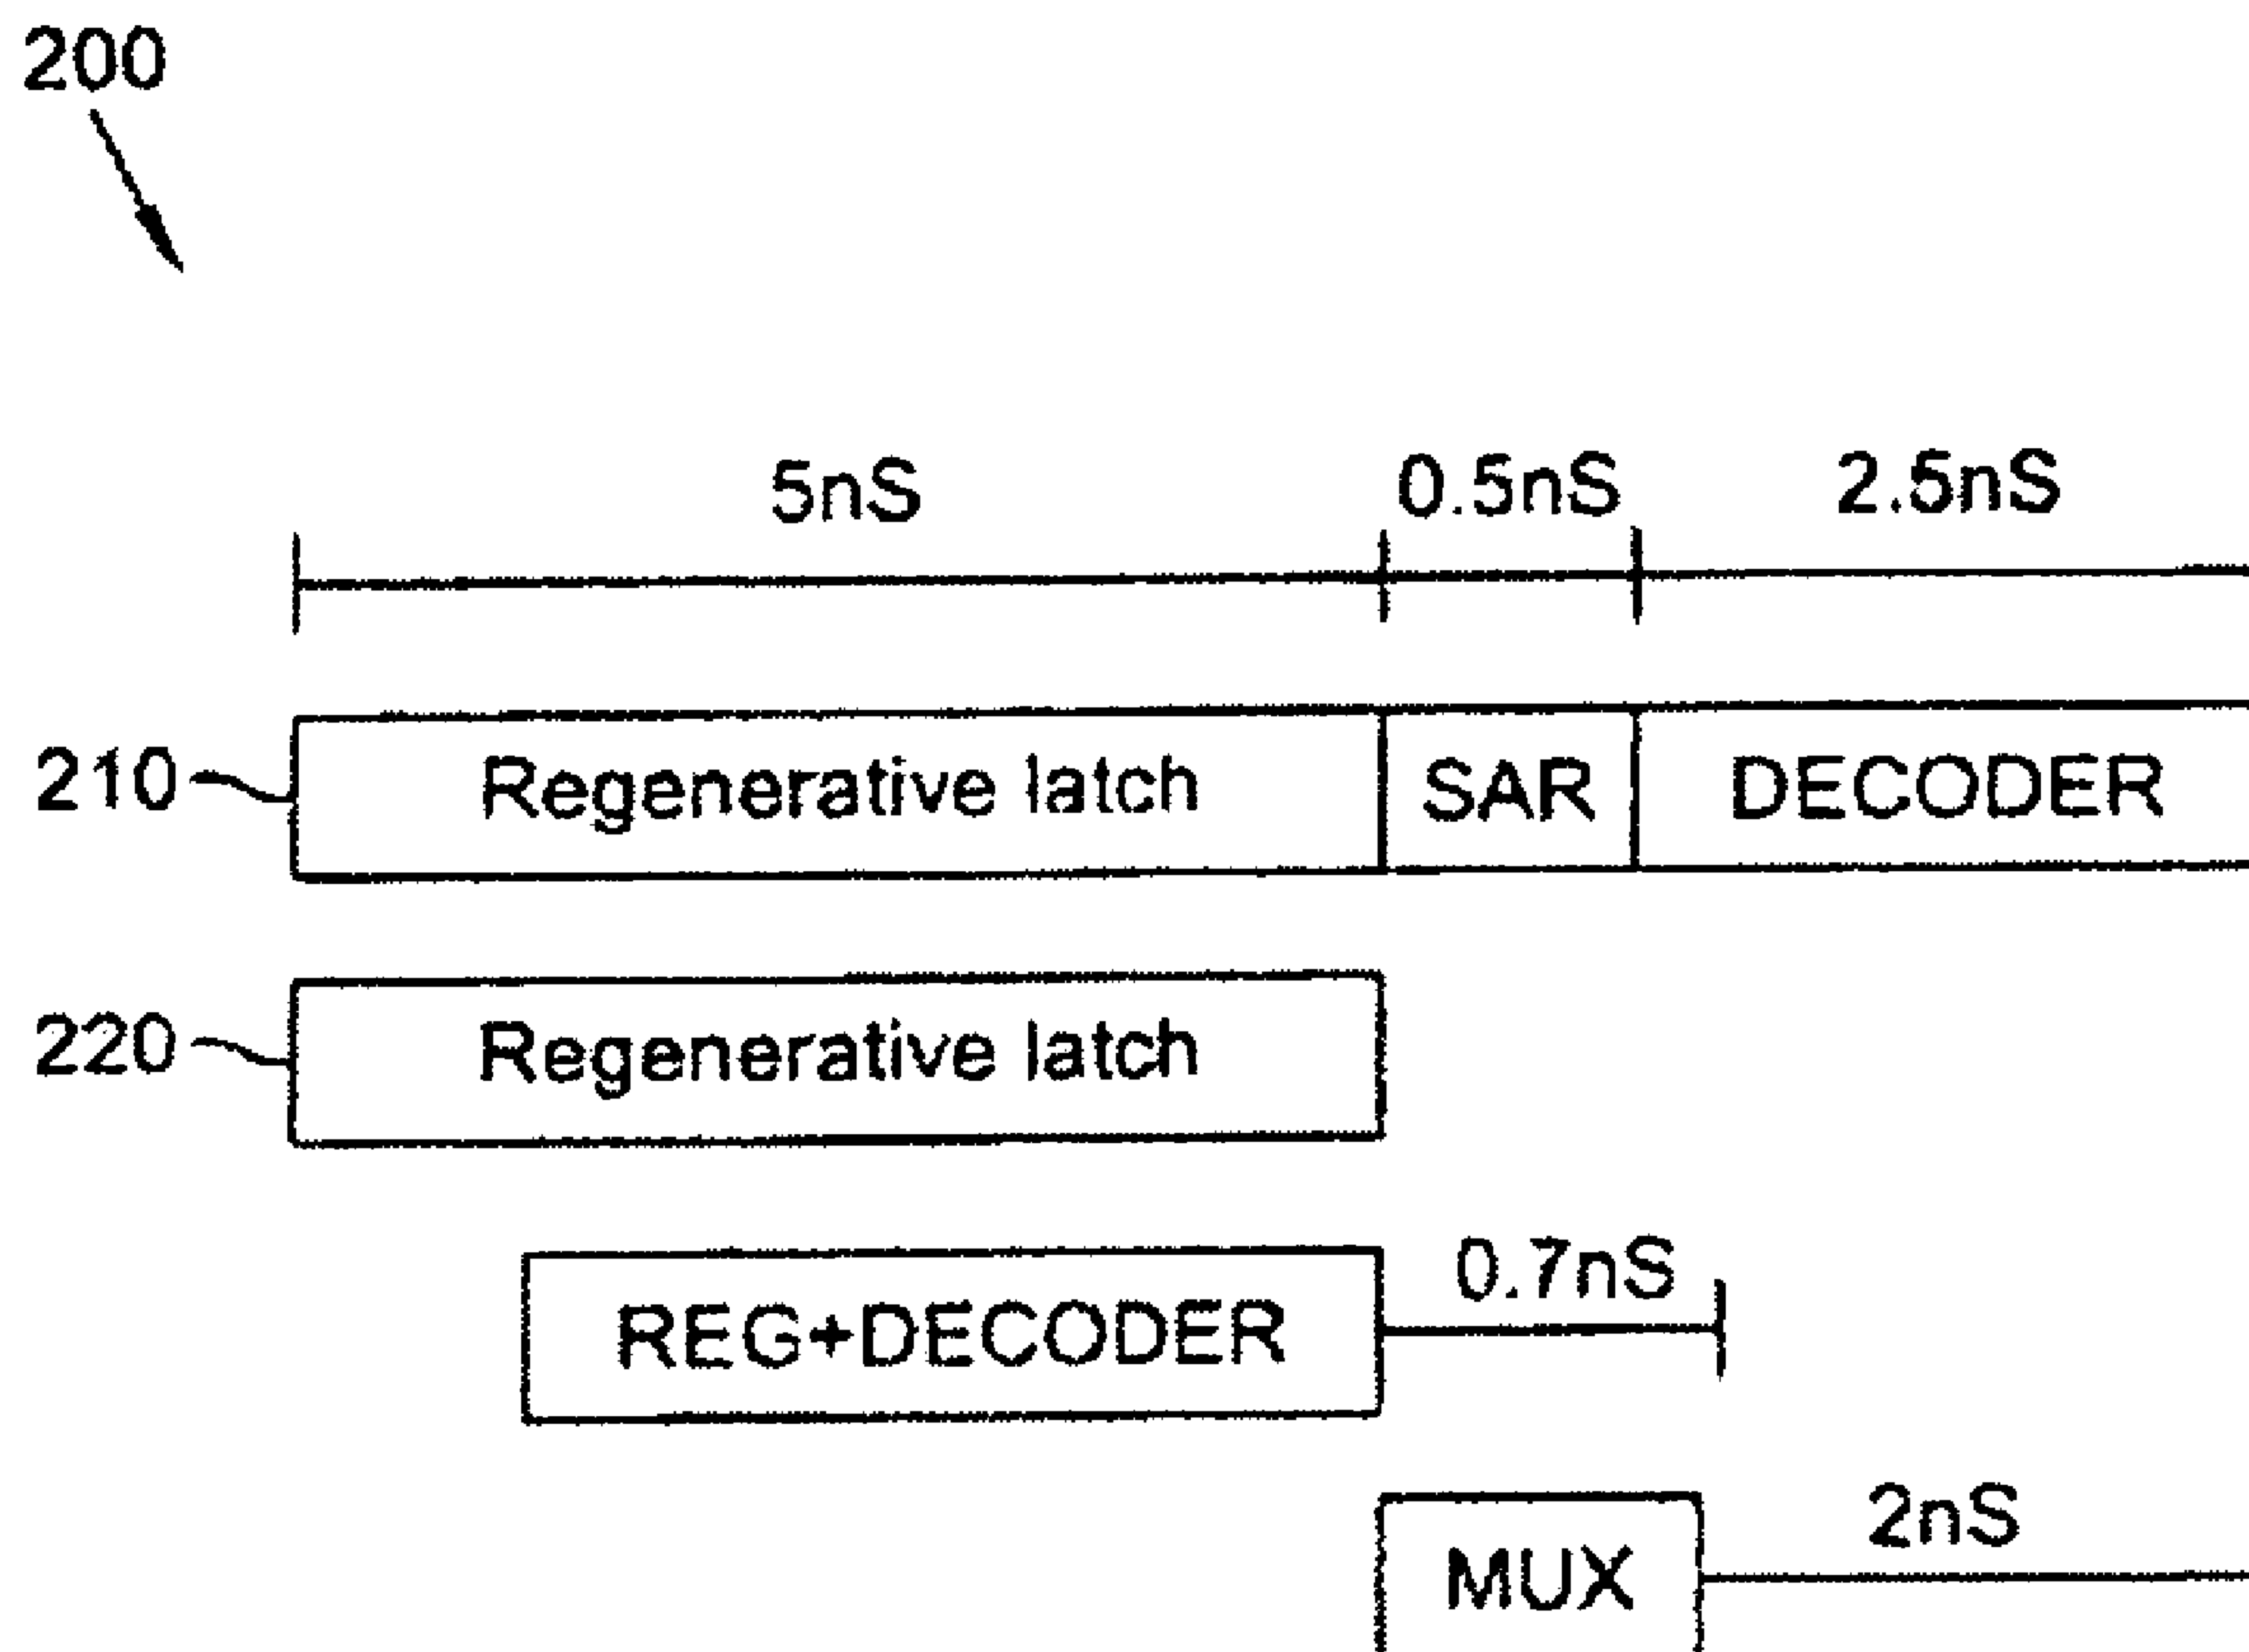 200
5nS 0.5nS 2.5nS
210 Regenerative latch SAR DECODER
220 Regenerative latch
REG+DECODER 0.7nS
MUX 2nS